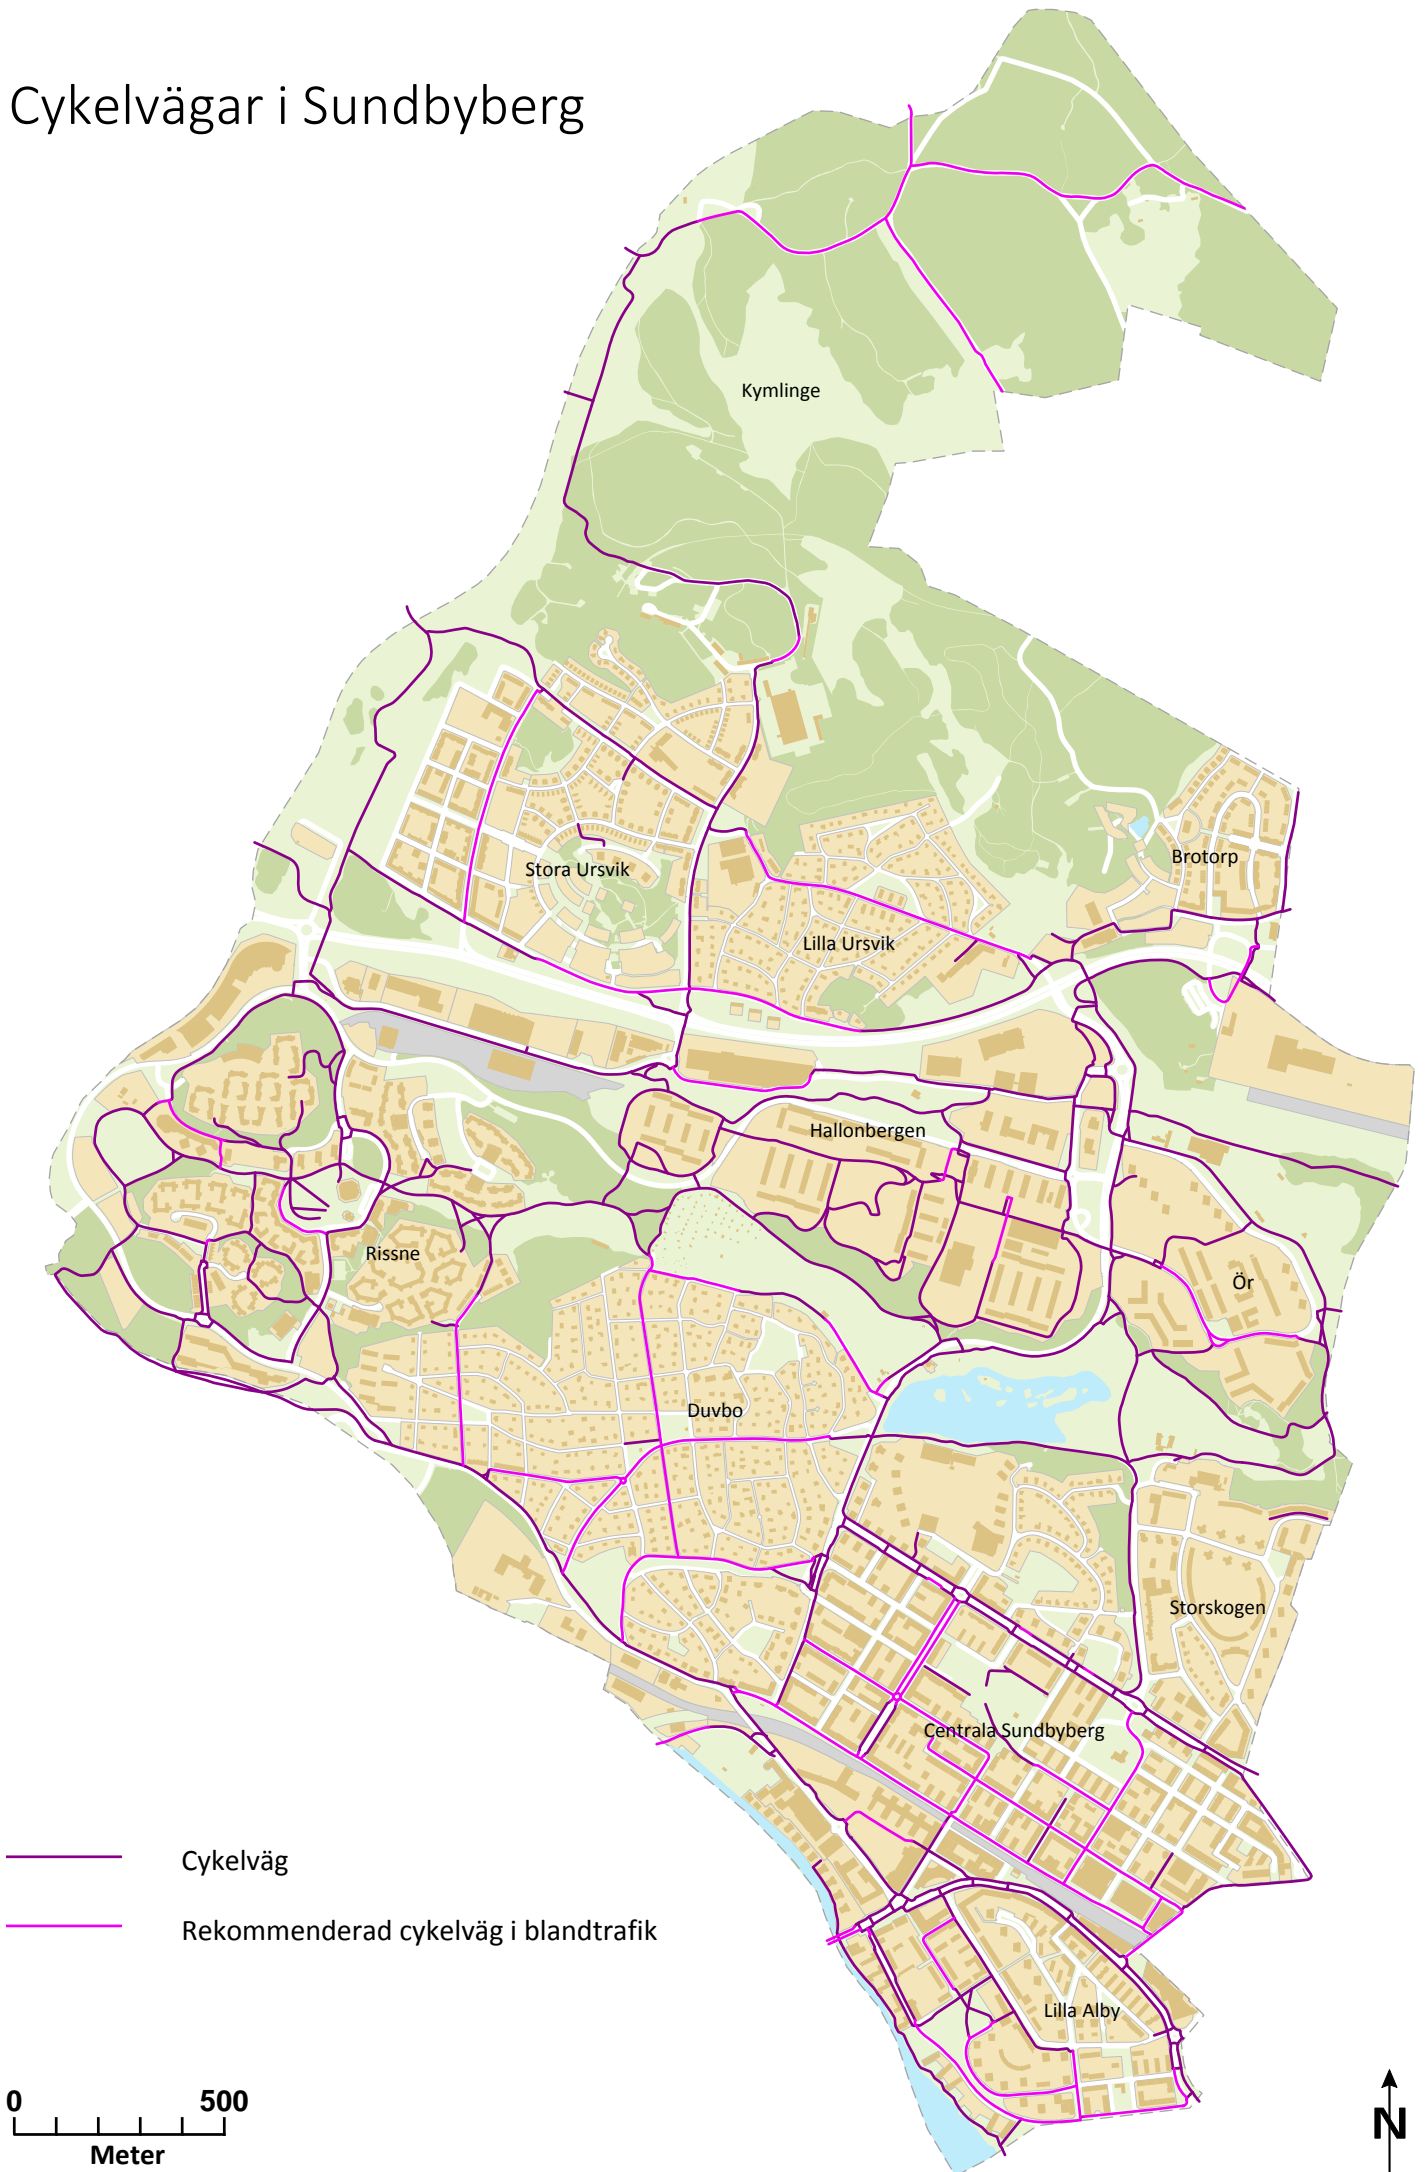 Cykelvägar i Sundbyberg
Kymlinge
Stora Ursvik
Brotorp
Lilla Ursvik
Hallonbergen
Rissne
Ör
Duvbo
Storskogen
Centrala Sundbyberg
Cykelväg
Rekommenderad cykelväg i blandtrafik
Lilla Alby
0 500
Meter
N